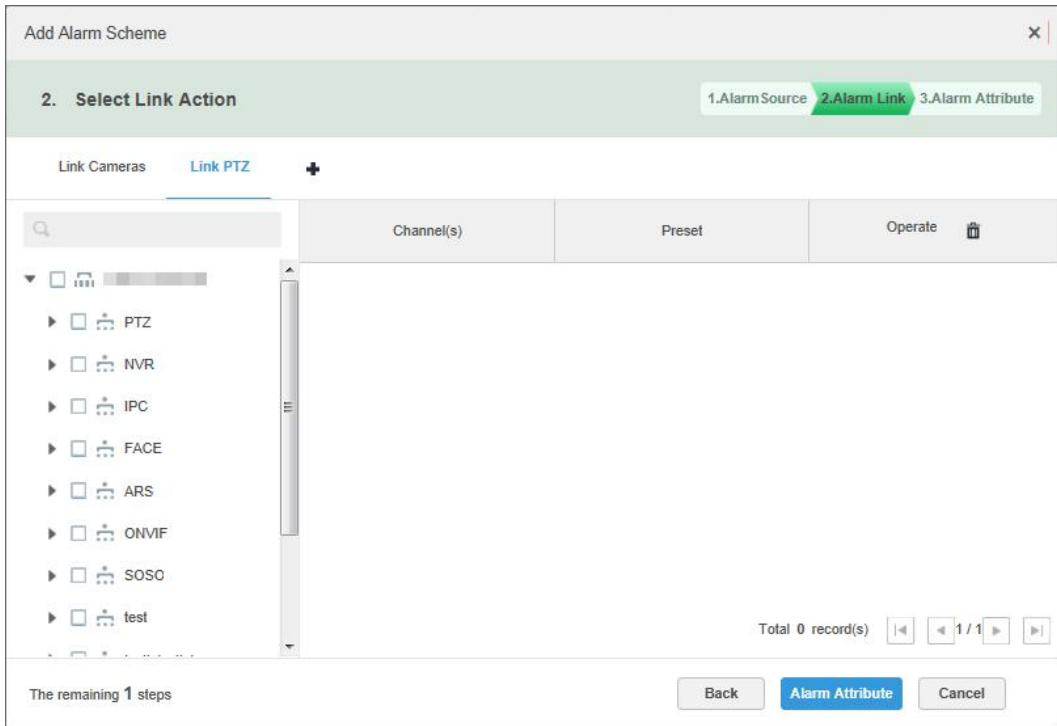 Add Alarm Scheme
2. Select Link Action
1.Alarm Source 2.Alarm Link 3.Alarm Attribute
Link Cameras Link PTZ
Channel(s) Preset Operate
PTZ
NVR
IPC
FACE
ARS
ONVIF
SOSO
test
Total 0 record(s) 1 / 1
The remaining 1 steps
Back Alarm Attribute Cancel